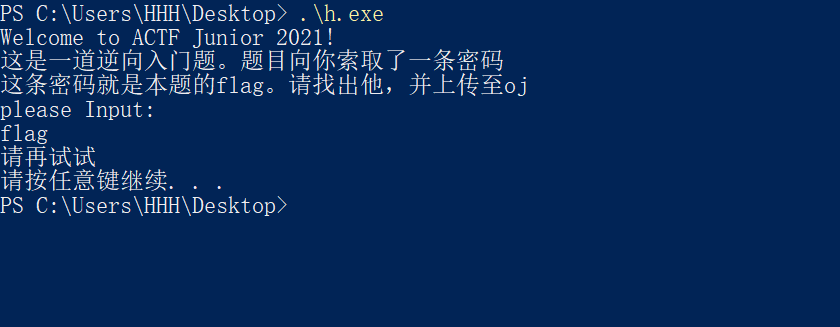 PS C:\Users\HHH\Desktop> .\h.exe
Welcome to ACTF Junior 2021!
这是一道逆向入门题。题目向你索取了一条密码
这条密码就是本题的flag。请找出他，并上传至oj
please Input:
flag
请再试试
请按任意键继续. . .
PS C:\Users\HHH\Desktop>